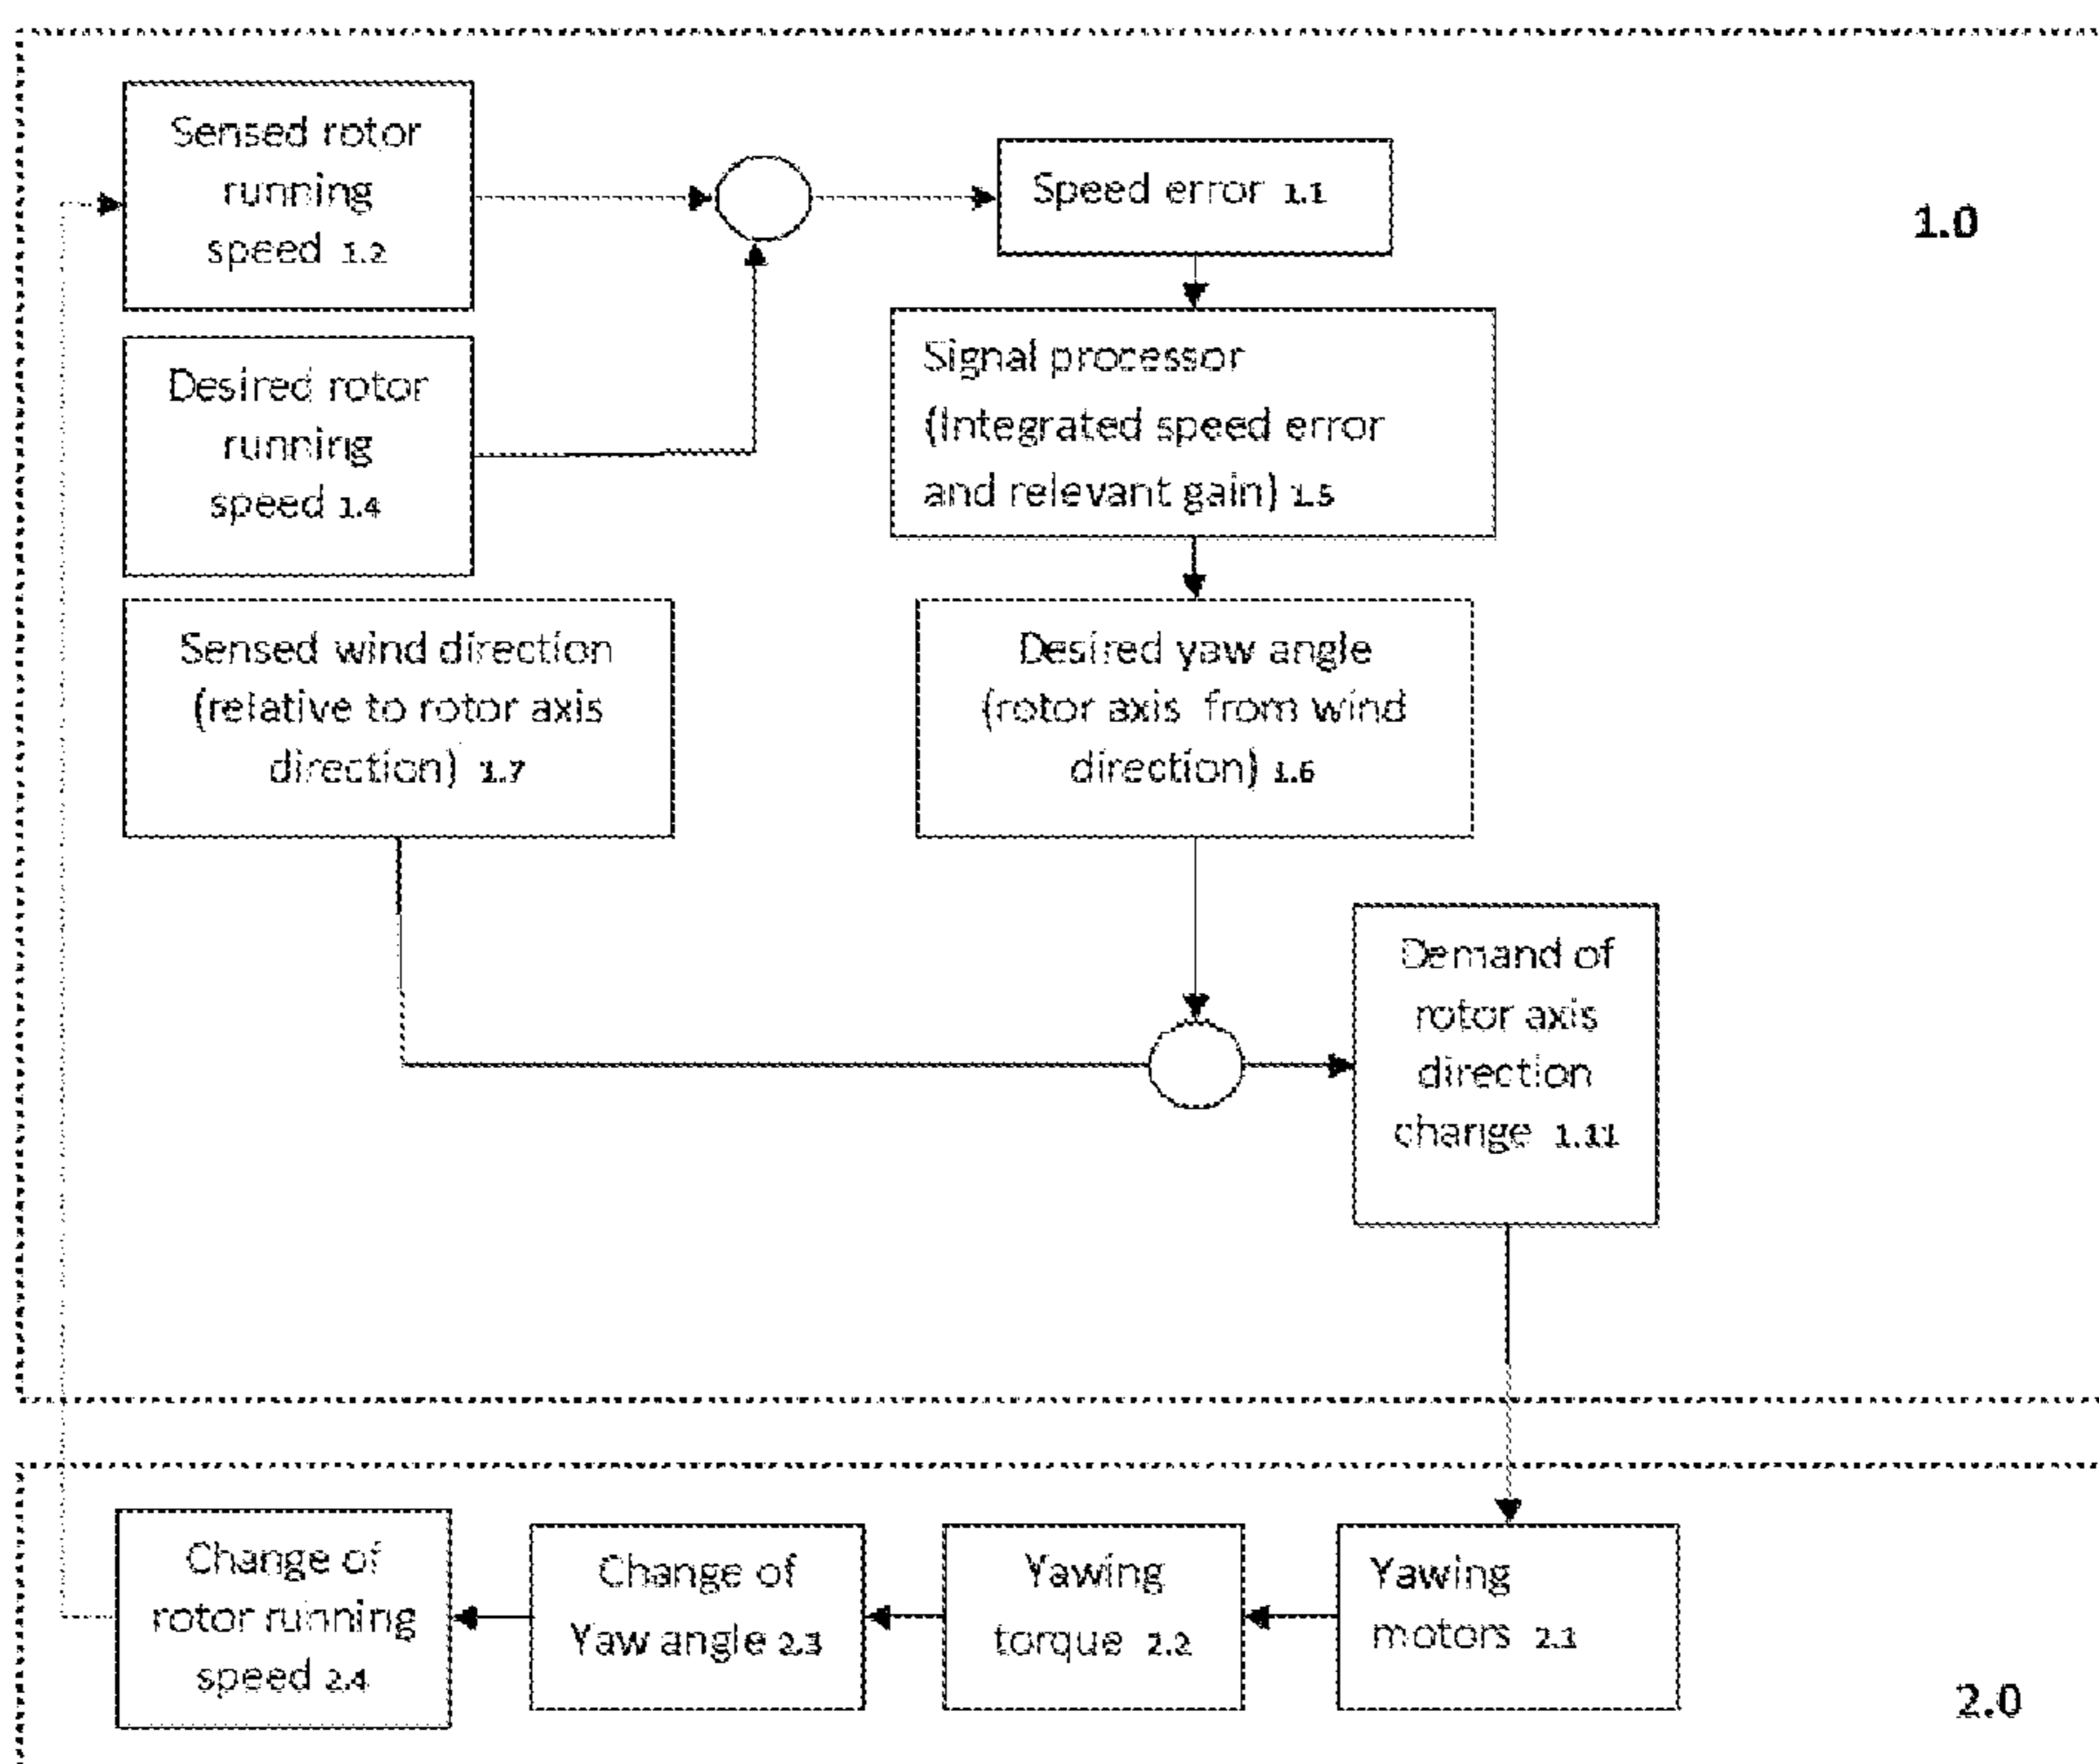 Sensed rotor
running
speed 1.2
Speed error 1.1
1.0
Desired rotor
running
speed 1.4
Signal processor
(Integrated speed error
and relevant gain) 1.5
Sensed wind direction
(relative to rotor axis
direction) 1.7
Desired yaw angle
(rotor axis from wind
direction) 1.6
Demand of
rotor axis
direction
change 1.11
Change of
rotor running
speed 2.4
Change of
Yaw angle 2.3
Yawing
torque 2.2
Yawing
motors 2.1
2.0